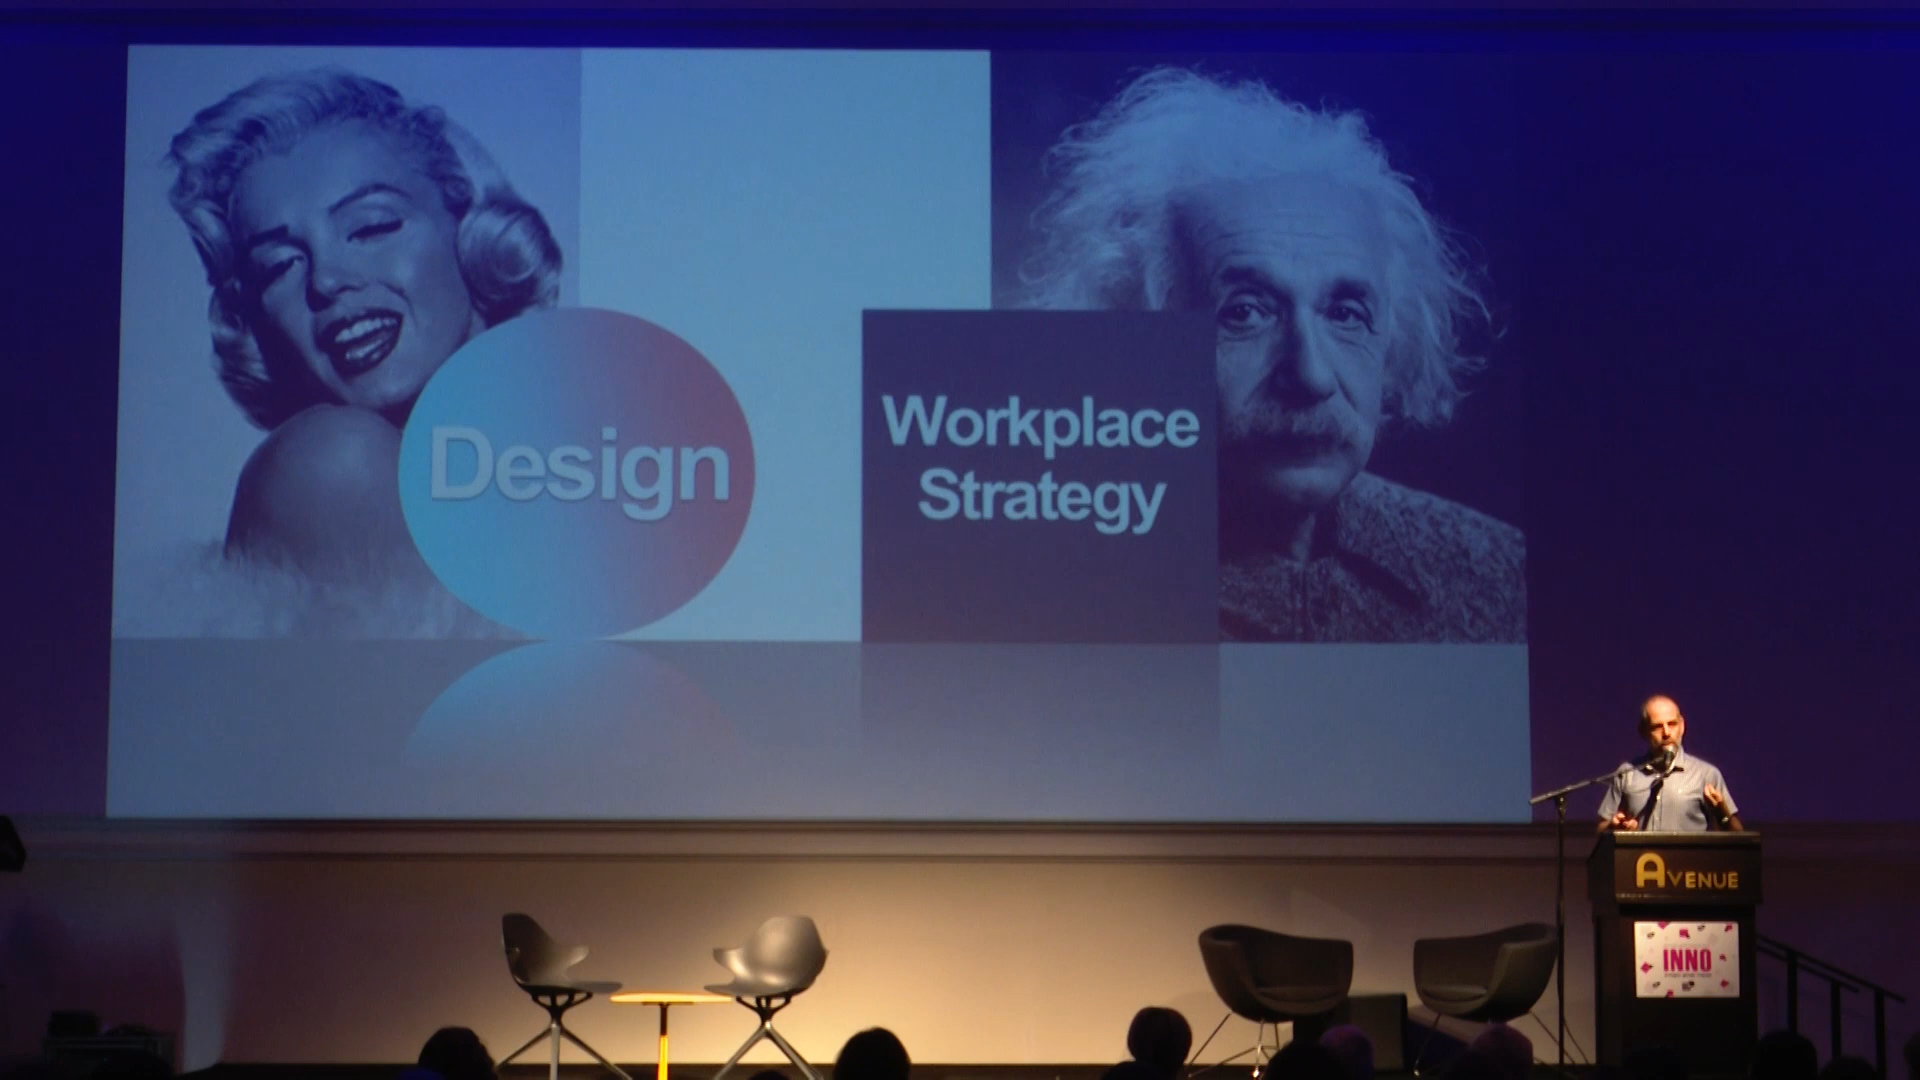 Design
Workplace
Strategy
AVENUE
INNO